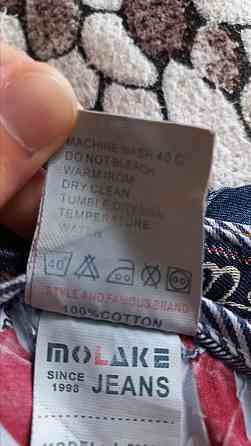 MACHINE WASH 40 C
DO NOT BLEACH
WARM IRON
DRY CLEAN
TUMBLE DRY
TEMPERATURE
WATER
40
STYLE AND FAMOUS BRAND
100% COTTON
MOLAKE
SINCE
1998 JEANS